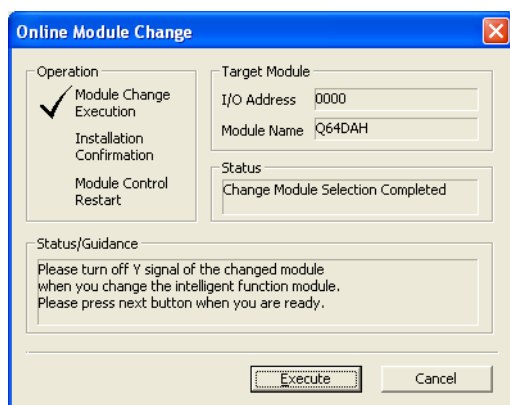 Online Module Change
Operation
Module Change
Execution
Installation
Confirmation
Module Control
Restart
Target Module
I/O Address 0000
Module Name Q64DAH
Status
Change Module Selection Completed
Status/Guidance
Please turn off Y signal of the changed module
when you change the intelligent function module.
Please press next button when you are ready.
Execute Cancel